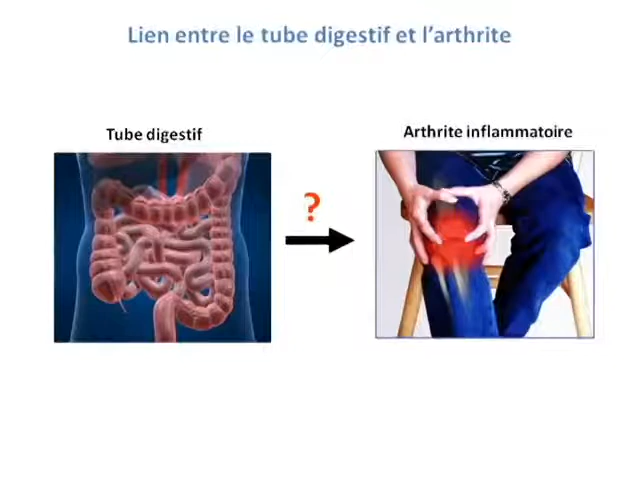 Lien entre le tube digestif et l’arthrite
Tube digestif
Arthrite inflammatoire
?